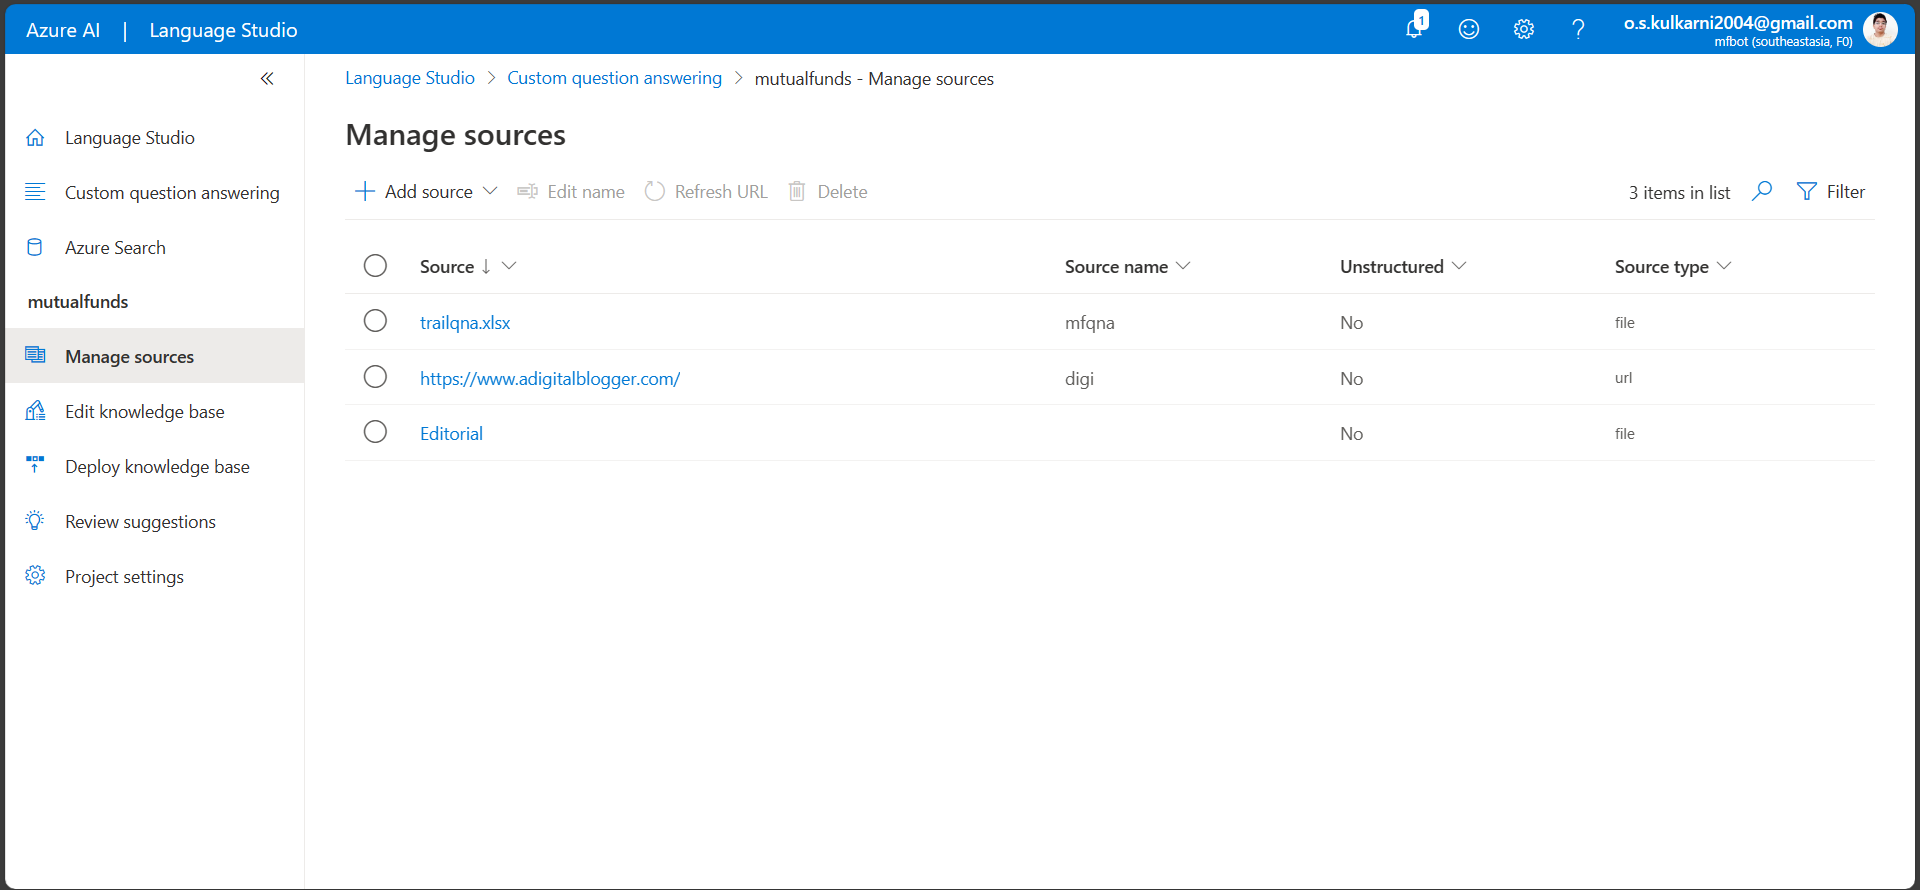 Azure AI | Language Studio
1
o.s.kulkarni2004@gmail.com
mfbot (southeastasia, F0)
Language Studio > Custom question answering > mutualfunds - Manage sources
Language Studio
Custom question answering
Azure Search
mutualfunds
Manage sources
Edit knowledge base
Deploy knowledge base
Review suggestions
Project settings
Manage sources
Add source Edit name Refresh URL Delete 3 items in list Filter
Source ↓ Source name Unstructured Source type
trailqna.xlsx mfqna No file
https://www.adigitalblogger.com/ digi No url
Editorial No file